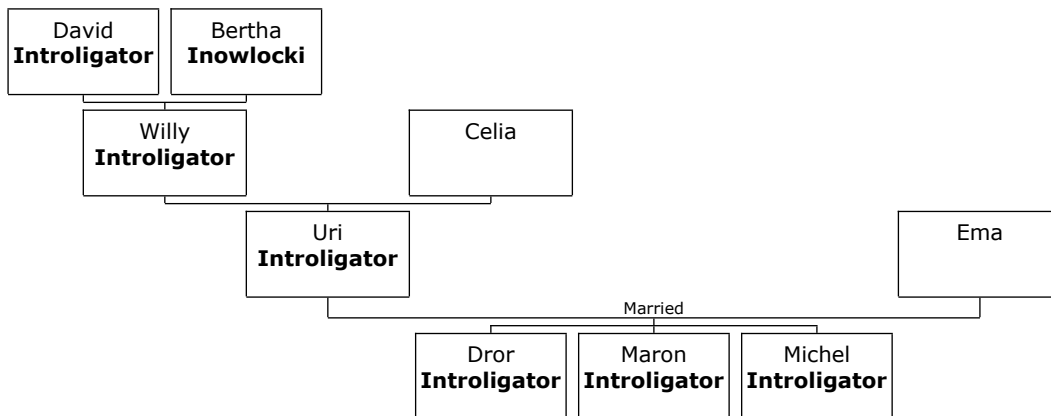 David
Introligator
Bertha
Inowlocki
Willy
Introligator
Celia
Uri
Introligator
Ema
Married
Dror
Introligator
Maron
Introligator
Michel
Introligator